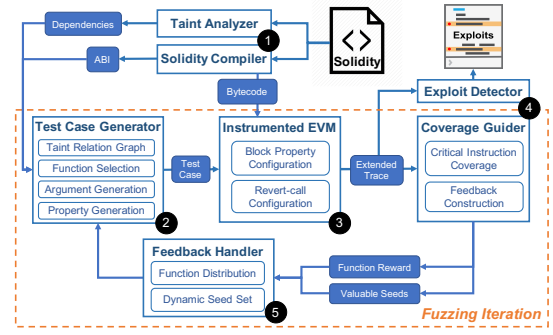 Dependencies
Taint Analyzer
1
Solidity Compiler
ABI
Solidity
Exploits
Bytecode
Exploit Detector
4
Test Case Generator
Taint Relation Graph
Function Selection
Argument Generation
Property Generation
2
Test
Case
Instrumented EVM
Block Property
Configuration
Revert-call
Configuration
3
Extended
Trace
Coverage Guider
Critical Instruction
Coverage
Feedback
Construction
Feedback Handler
Function Distribution
Dynamic Seed Set
5
Function Reward
Valuable Seeds
Fuzzing Iteration